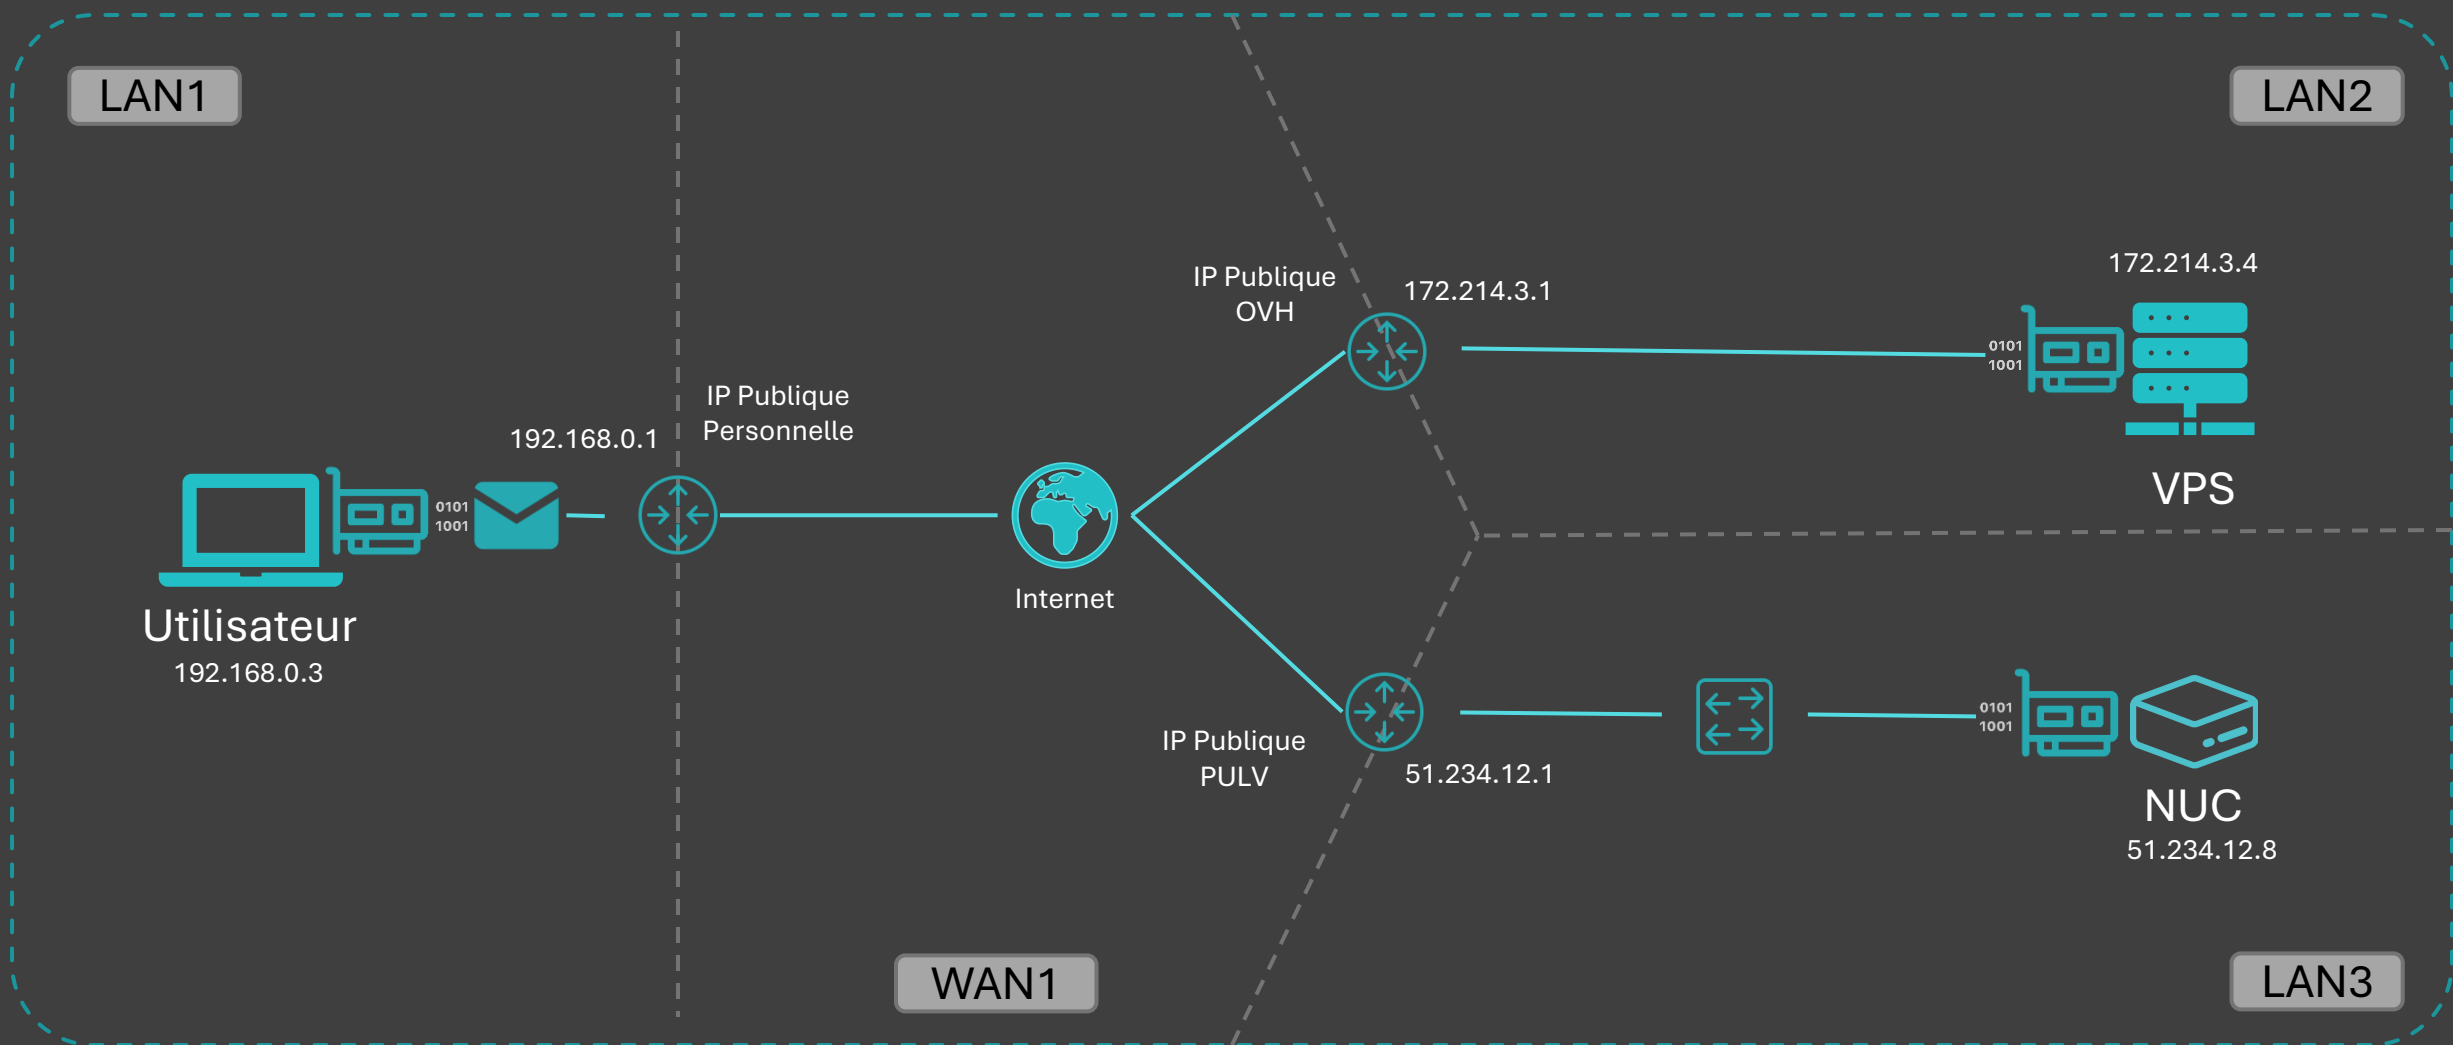 LAN1
LAN2
172.214.3.4
IP Publique
OVH
172.214.3.1
0101
1001
IP Publique
Personnelle
192.168.0.1
VPS
0101
1001
Internet
Utilisateur
192.168.0.3
0101
1001
IP Publique
PULV
51.234.12.1
NUC
51.234.12.8
WAN1
LAN3